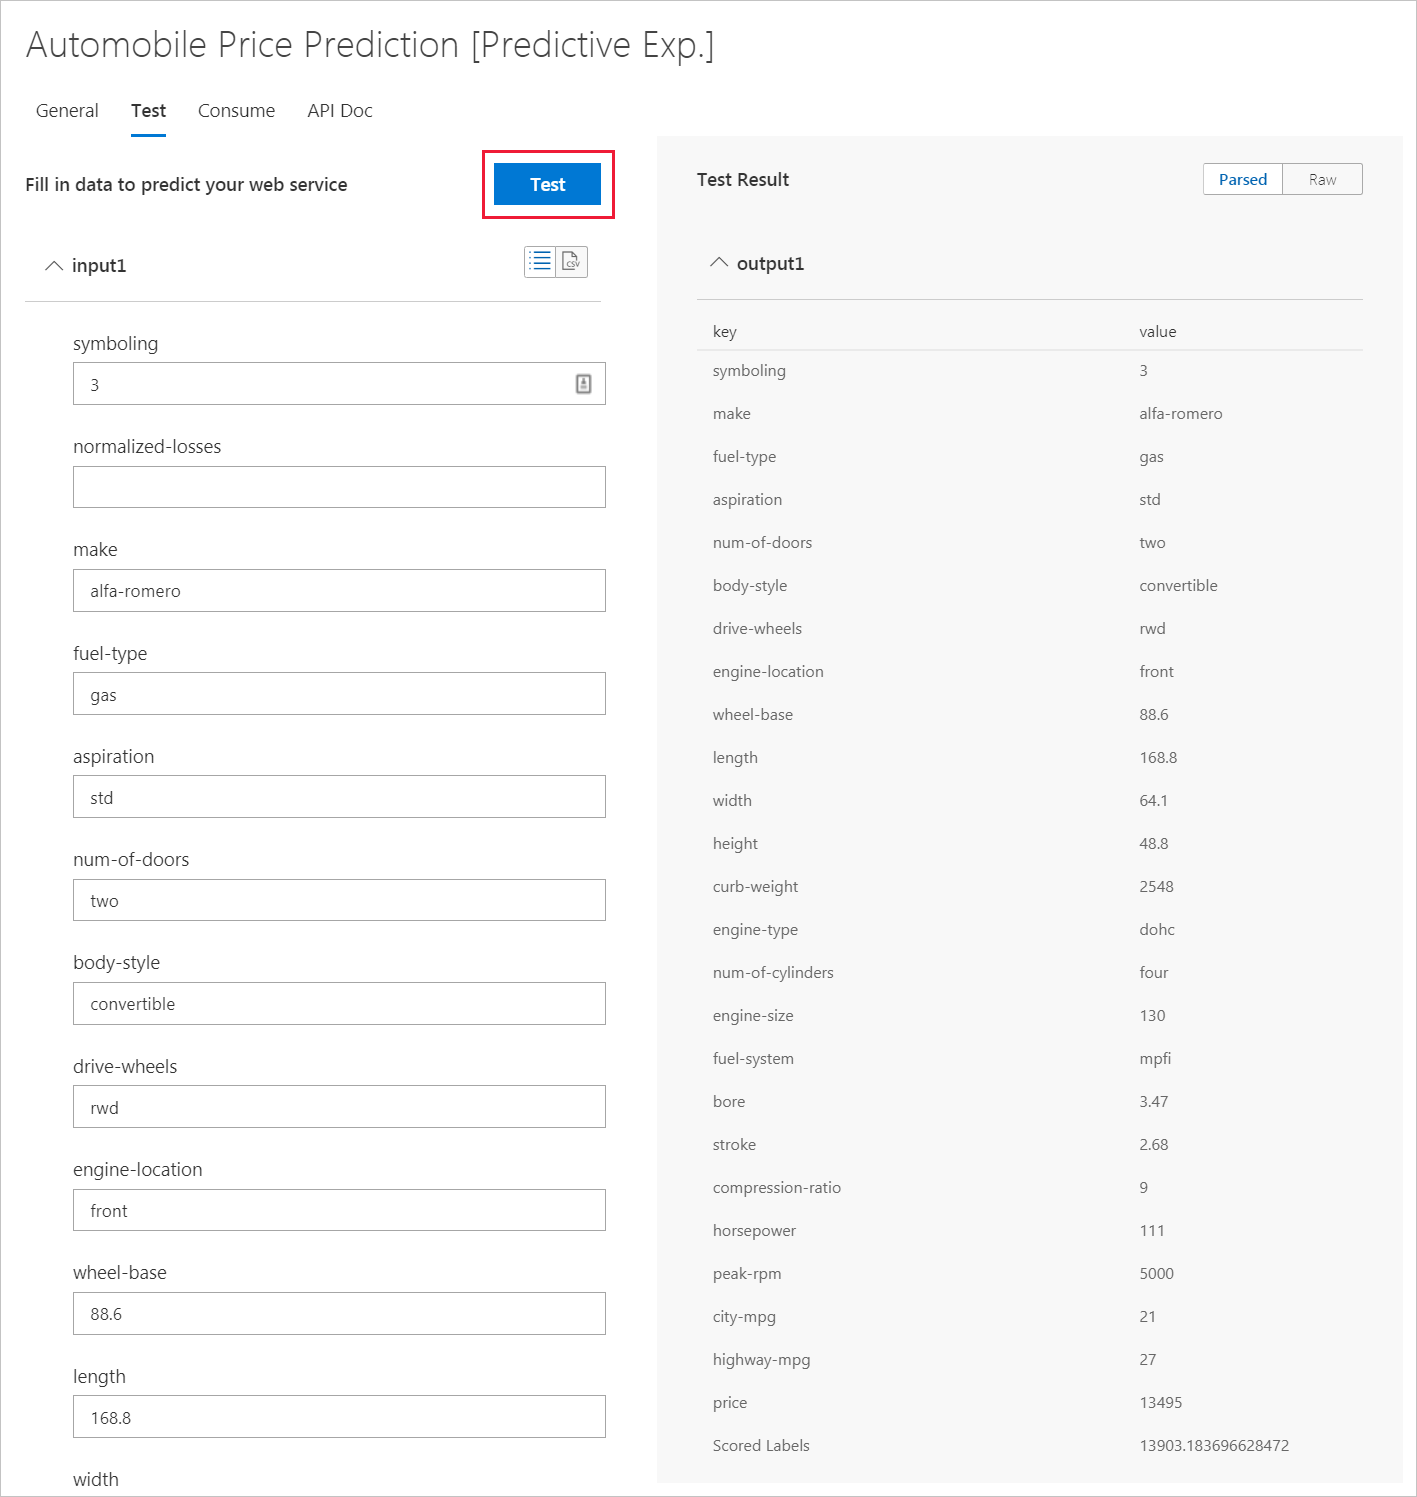 Automobile Price Prediction [Predictive Exp.]
General Test Consume API Doc
Fill in data to predict your web service
Test
input1
CSV
symboling
3
normalized-losses
make
alfa-romero
fuel-type
gas
aspiration
std
num-of-doors
two
body-style
convertible
drive-wheels
rwd
engine-location
front
wheel-base
88.6
length
168.8
width
Test Result
Parsed Raw
output1
key value
symboling 3
make alfa-romero
fuel-type gas
aspiration std
num-of-doors two
body-style convertible
drive-wheels rwd
engine-location front
wheel-base 88.6
length 168.8
width 64.1
height 48.8
curb-weight 2548
engine-type dohc
num-of-cylinders four
engine-size 130
fuel-system mpfi
bore 3.47
stroke 2.68
compression-ratio 9
horsepower 111
peak-rpm 5000
city-mpg 21
highway-mpg 27
price 13495
Scored Labels 13903.183696628472